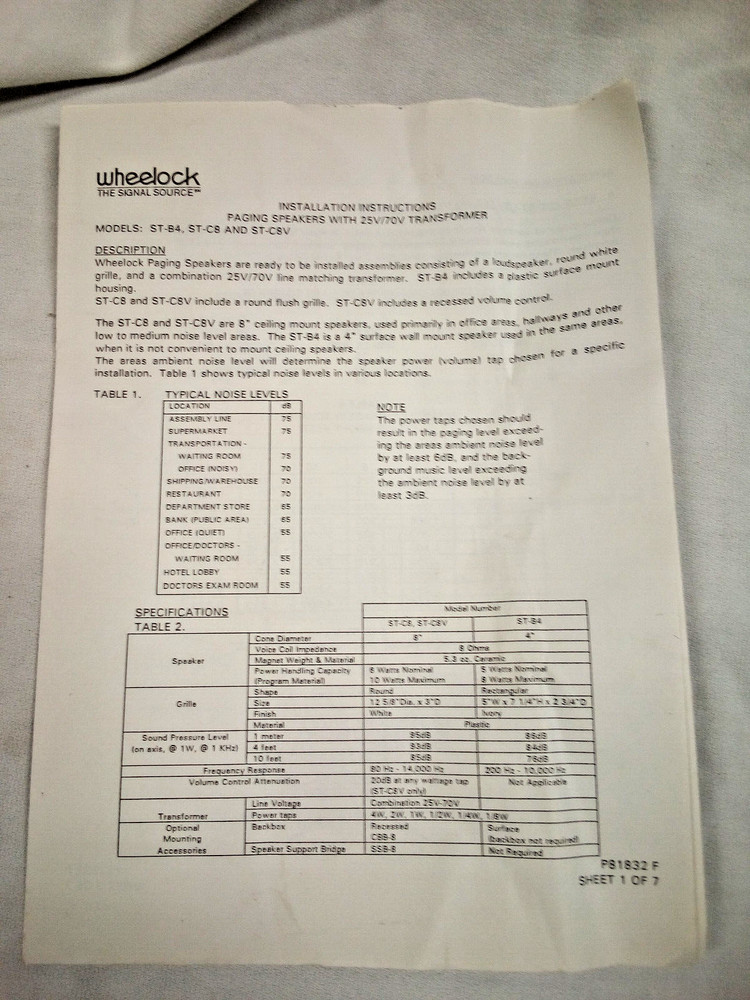 wheelock
THE SIGNAL SOURCE™
INSTALLATION INSTRUCTIONS
PAGING SPEAKERS WITH 25V/70V TRANSFORMER
MODELS: ST-B4, ST-C8 AND ST-C8V
DESCRIPTION
Wheelock Paging Speakers are ready to be installed assemblies consisting of a loudspeaker, round white
grille, and a combination 25V/70V line matching transformer. ST-B4 includes a plastic surface mount
housing.
ST-C8 and ST-C8V include a round flush grille. ST-C8V includes a recessed volume control.
The ST-C8 and ST-C8V are 8" ceiling mount speakers, used primarily in office areas, hallways and other
low to medium noise level areas. The ST-B4 is a 4" surface wall mount speaker used in the same areas,
when it is not convenient to mount ceiling speakers.
The areas ambient noise level will determine the speaker power (volume) tap chosen for a specific
installation. Table 1 shows typical noise levels in various locations.
TABLE 1. TYPICAL NOISE LEVELS
LOCATION dB
ASSEMBLY LINE 75
SUPERMARKET 75
TRANSPORTATION -
WAITING ROOM 75
OFFICE (NOISY) 70
SHIPPING/WAREHOUSE 70
RESTAURANT 70
DEPARTMENT STORE 65
BANK (PUBLIC AREA) 65
OFFICE (QUIET) 55
OFFICE/DOCTORS -
WAITING ROOM 55
HOTEL LOBBY 55
DOCTORS EXAM ROOM 55
NOTE
The power taps chosen should
result in the paging level exceed-
ing the areas ambient noise level
by at least 6dB, and the back-
ground music level exceeding
the ambient noise level by at
least 3dB.
SPECIFICATIONS
TABLE 2.
Model Number
ST-C8, ST-C8V ST-B4
Speaker
Cone Diameter 8" 4"
Voice Coil Impedance 8 Ohms
Magnet Weight & Material 5.3 oz. Ceramic
Power Handling Capacity 8 Watts Nominal 5 Watts Nominal
(Program Material) 10 Watts Maximum 8 Watts Maximum
Grille
Shape Round Rectangular
Size 12 5/8"Dia. x 3"D 5"W x 7 1/4"H x 2 3/4"D
Finish White Ivory
Material Plastic
Sound Pressure Level
(on axis, @ 1W, @ 1 KHz)
1 meter
4 feet 93dB 84dB
10 feet 85dB
Frequency Response 80 Hz - 14,000 Hz 200 Hz - 10,000 Hz
Volume Control Attenuation 20dB at any wattage tap Not Applicable
(ST-C8V only)
Transformer
Line Voltage Combination 25V-70V
Power taps 4W, 2W, 1W, 1/2W, 1/4W, 1/8W
Optional
Mounting
Accessories
Backbox Recessed Surface
CBB-8 (backbox not required)
Speaker Support Bridge SSB-8 Not Required
P81832 F
SHEET 1 OF 7